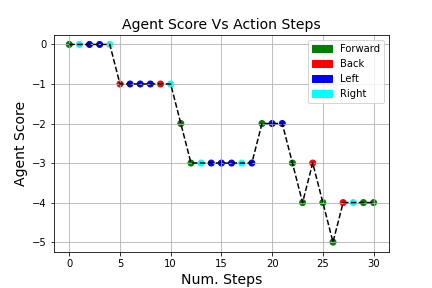 Agent Score Vs Action Steps
Forward
Back
Left
Right
0
−1
−2
−3
−4
−5
Agent Score
0 5 10 15 20 25 30
Num. Steps